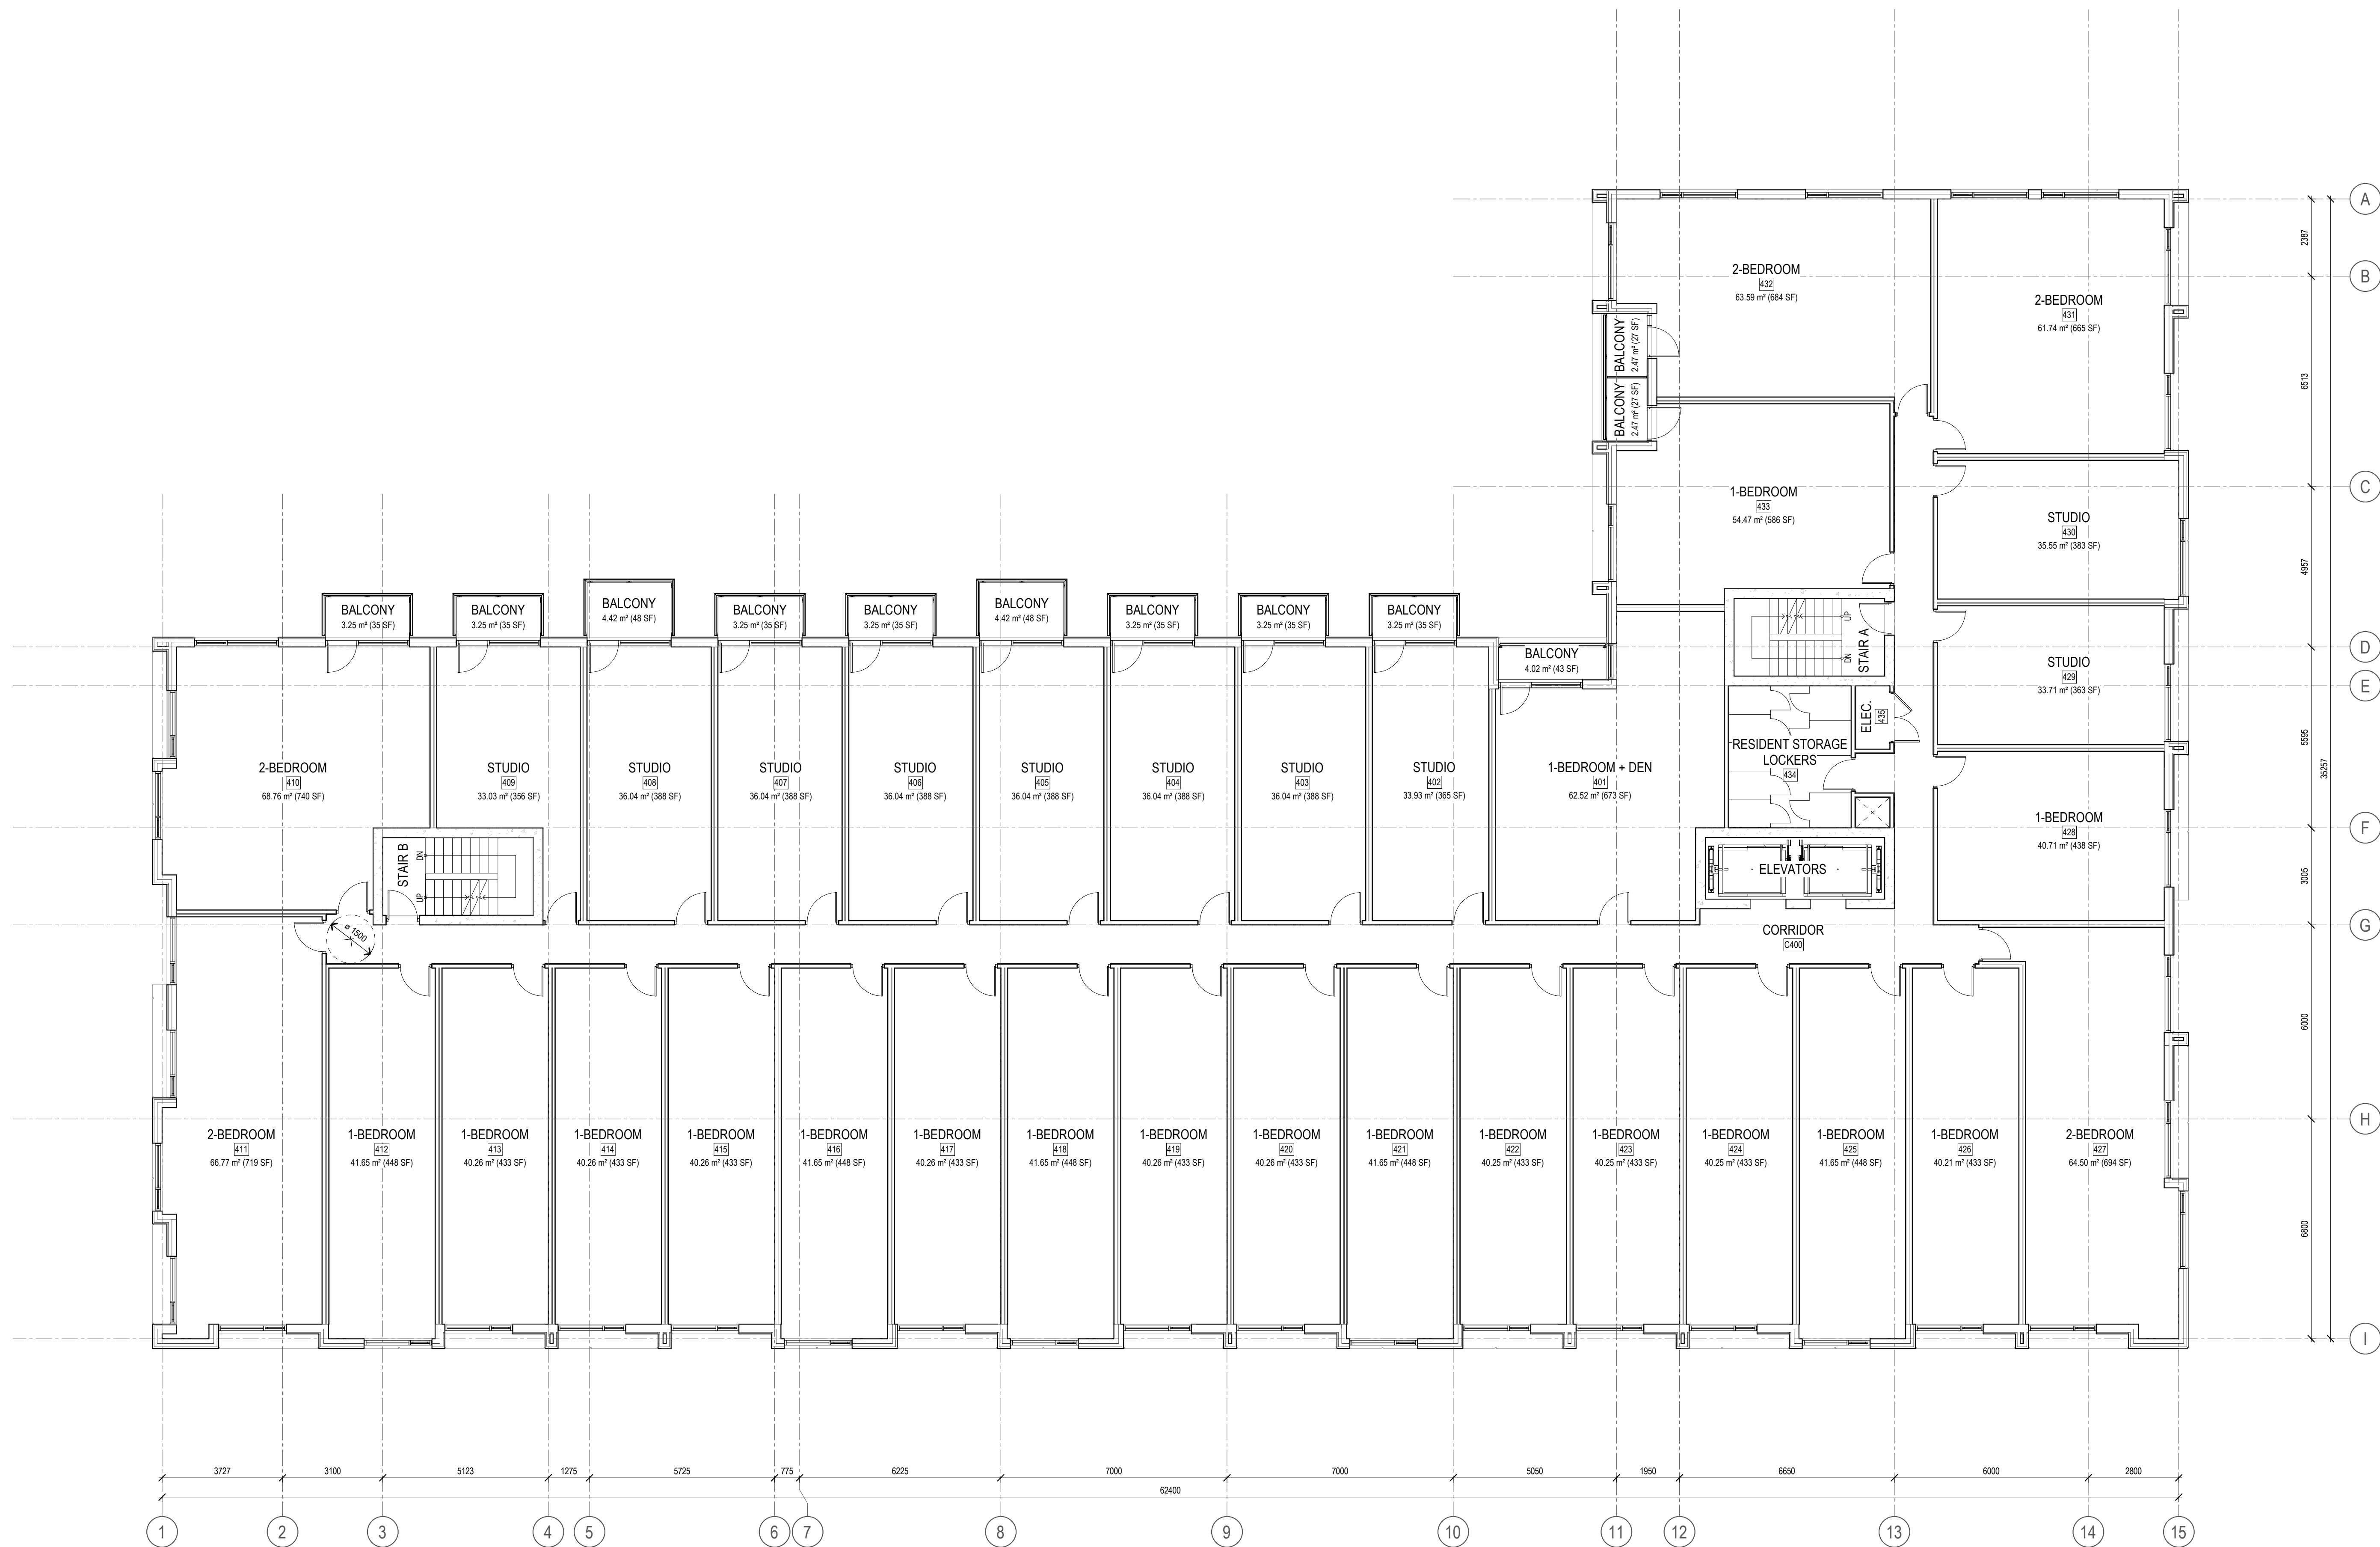 A
2387
B
2-BEDROOM
432
63.59 m² (684 SF)
2-BEDROOM
431
61.74 m² (665 SF)
BALCONY
2.47 m² (27 SF)
BALCONY
2.47 m² (27 SF)
6513
C
1-BEDROOM
433
54.47 m² (586 SF)
STUDIO
430
35.55 m² (383 SF)
4957
BALCONY
3.25 m² (35 SF)
BALCONY
3.25 m² (35 SF)
BALCONY
4.42 m² (48 SF)
BALCONY
3.25 m² (35 SF)
BALCONY
3.25 m² (35 SF)
BALCONY
4.42 m² (48 SF)
BALCONY
3.25 m² (35 SF)
BALCONY
3.25 m² (35 SF)
BALCONY
3.25 m² (35 SF)
BALCONY
4.02 m² (43 SF)
UP
DN
STAIR A
D
STUDIO
429
33.71 m² (363 SF)
E
ELEC.
435
5595
35257
RESIDENT STORAGE
LOCKERS
434
2-BEDROOM
410
68.76 m² (740 SF)
STUDIO
409
33.03 m² (356 SF)
STUDIO
408
36.04 m² (388 SF)
STUDIO
407
36.04 m² (388 SF)
STUDIO
406
36.04 m² (388 SF)
STUDIO
405
36.04 m² (388 SF)
STUDIO
404
36.04 m² (388 SF)
STUDIO
403
36.04 m² (388 SF)
STUDIO
402
33.93 m² (365 SF)
1-BEDROOM + DEN
401
62.52 m² (673 SF)
1-BEDROOM
428
40.71 m² (438 SF)
F
STAIR B
DN
UP
ELEVATORS
3005
G
ø 1500
CORRIDOR
C400
6000
H
2-BEDROOM
411
66.77 m² (719 SF)
1-BEDROOM
412
41.65 m² (448 SF)
1-BEDROOM
413
40.26 m² (433 SF)
1-BEDROOM
414
40.26 m² (433 SF)
1-BEDROOM
415
40.26 m² (433 SF)
1-BEDROOM
416
41.65 m² (448 SF)
1-BEDROOM
417
40.26 m² (433 SF)
1-BEDROOM
418
41.65 m² (448 SF)
1-BEDROOM
419
40.26 m² (433 SF)
1-BEDROOM
420
40.26 m² (433 SF)
1-BEDROOM
421
41.65 m² (448 SF)
1-BEDROOM
422
40.25 m² (433 SF)
1-BEDROOM
423
40.25 m² (433 SF)
1-BEDROOM
424
40.25 m² (433 SF)
1-BEDROOM
425
41.65 m² (448 SF)
1-BEDROOM
426
40.21 m² (433 SF)
2-BEDROOM
427
64.50 m² (694 SF)
6800
I
3727 3100 5123 1275 5725 775 6225 7000 7000 5050 1950 6650 6000 2800
62400
1 2 3 4 5 6 7 8 9 10 11 12 13 14 15